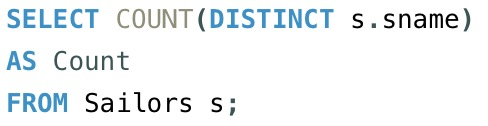 SELECT COUNT(DISTINCT s.sname)
AS Count
FROM Sailors s;